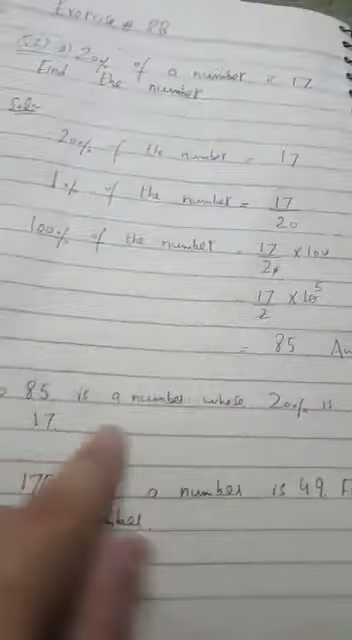 Exercise # 8B
(Q2) a) 20% of a number is 17.
Find the number
Sol:-
20% of the number = 17
1% of the number = 17/20
100% of the number = 17/20 × 100
17/2 × 10 5
= 85
85 is a number whose 20% is
17.
a number is 49.